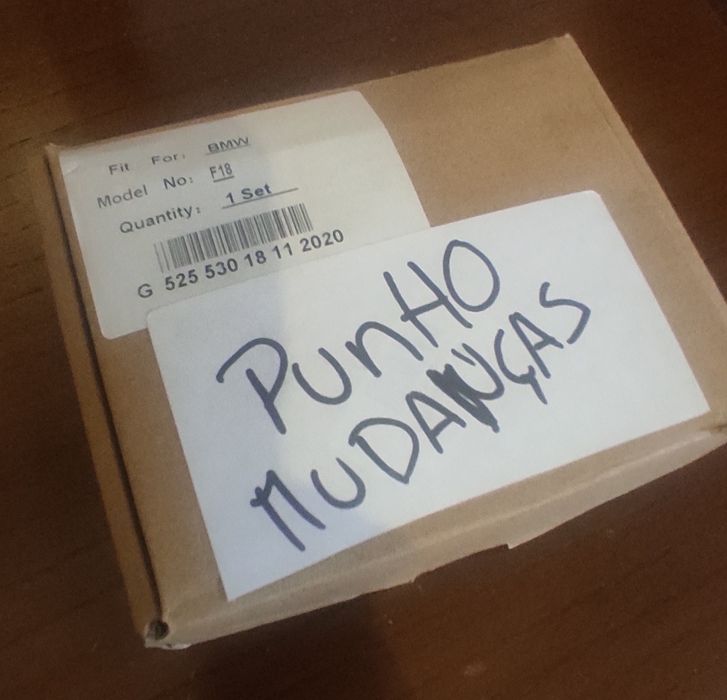 Fit For: BMW
Model No: F18
Quantity: 1 Set
G 525 530 18 11 2020
PUnHO
MUDANÇAS